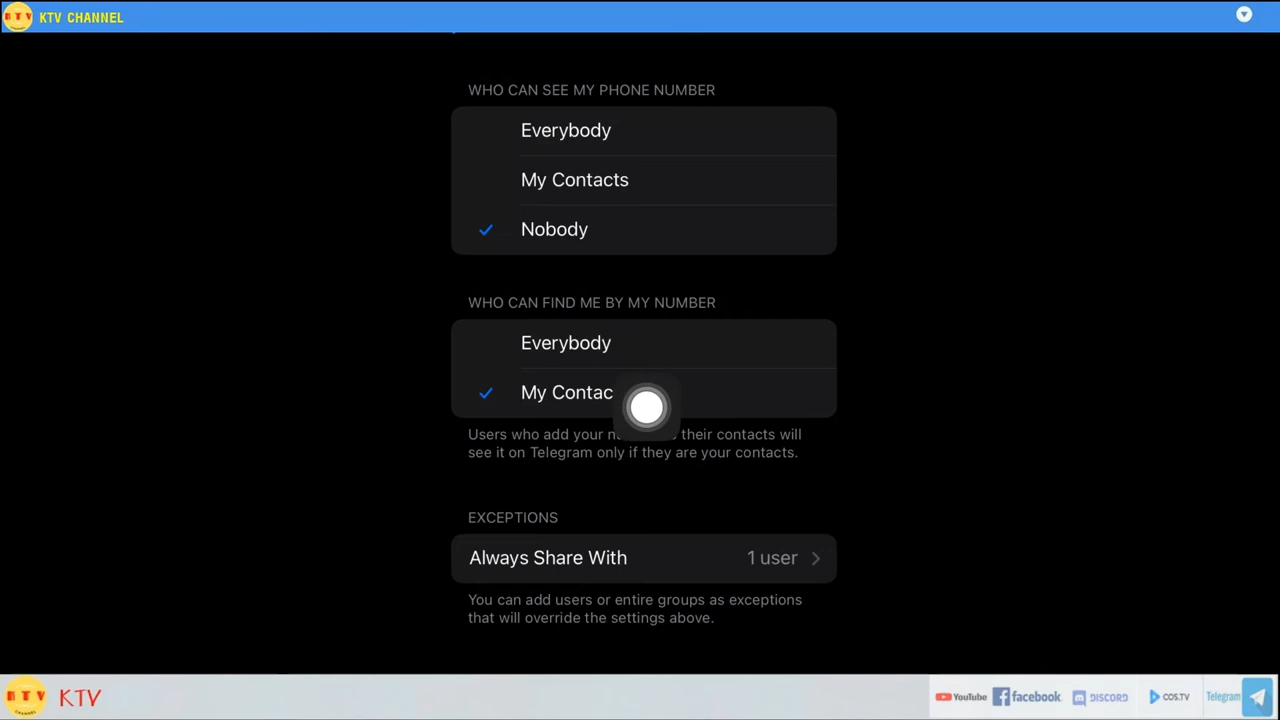 KTV CHANNEL
WHO CAN SEE MY PHONE NUMBER
Everybody
My Contacts
Nobody
WHO CAN FIND ME BY MY NUMBER
Everybody
My Contac
Users who add your n their contacts will
see it on Telegram only if they are your contacts.
EXCEPTIONS
Always Share With 1 user
You can add users or entire groups as exceptions
that will override the settings above.
KTV
YouTube facebook DISCORD COS.TV Telegram